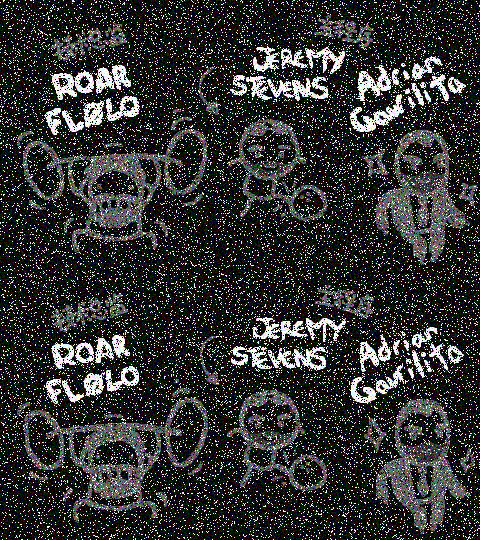 ROAR
FLØLO
JEREMY
STEVENS
Adrian
Gavrilita
ROAR
FLØLO
JEREMY
STEVENS
Adrian
Gavrilita